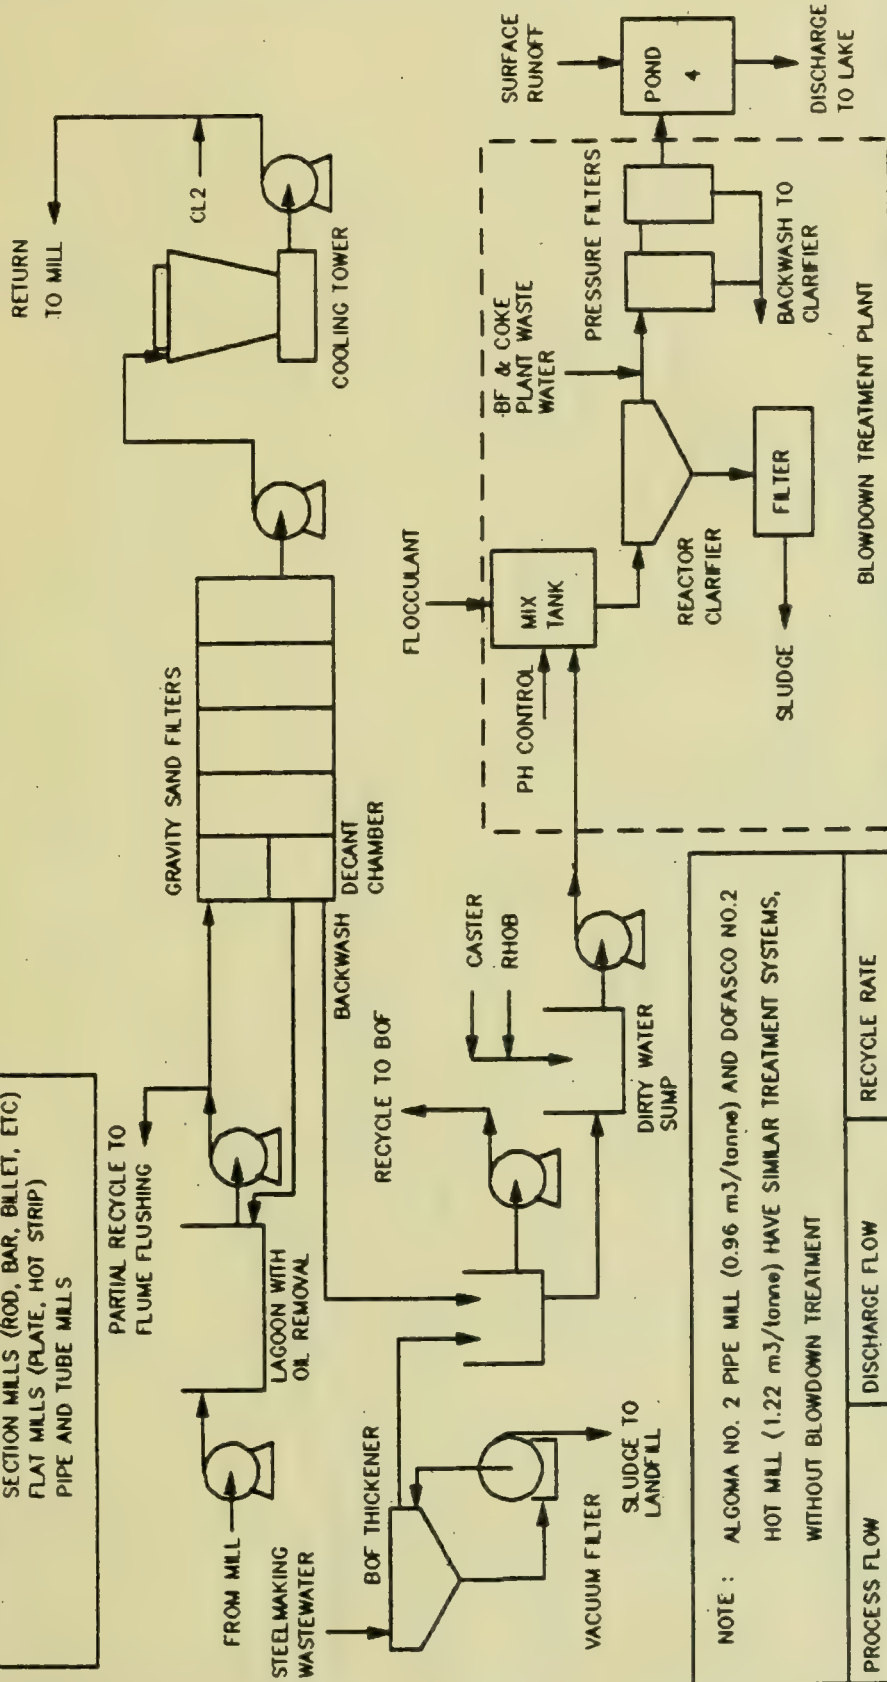 SECTION MILLS (ROD, BAR, BILLET, ETC)
FLAT MILLS (PLATE, HOT STRIP)
PIPE AND TUBE MILLS
RETURN
TO MILL
CL2
COOLING TOWER
GRAVITY SAND FILTERS
DECANT
CHAMBER
BACKWASH
PARTIAL RECYCLE TO
FLUME FLUSHING
LAGOON WITH
OIL REMOVAL
FROM MILL
STEELMAKING
WASTEWATER
BOF THICKENER
VACUUM FILTER
SLUDGE TO
LANDFILL
RECYCLE TO BOF
CASTER
RHOB
DIRTY WATER
SUMP
FLOCCULANT
PH CONTROL
MIX
TANK
REACTOR
CLARIFIER
FILTER
SLUDGE
BF & COKE
PLANT WASTE
WATER
PRESSURE FILTERS
BACKWASH TO
CLARIFIER
BLOWDOWN TREATMENT PLANT
SURFACE
RUNOFF
POND
4
DISCHARGE
TO LAKE
NOTE : ALGOMA NO. 2 PIPE MILL (0.96 m3/tonne) AND DOFASCO NO.2
HOT MILL (1.22 m3/tonne) HAVE SIMILAR TREATMENT SYSTEMS,
WITHOUT BLOWDOWN TREATMENT
PROCESS FLOW
DISCHARGE FLOW
RECYCLE RATE